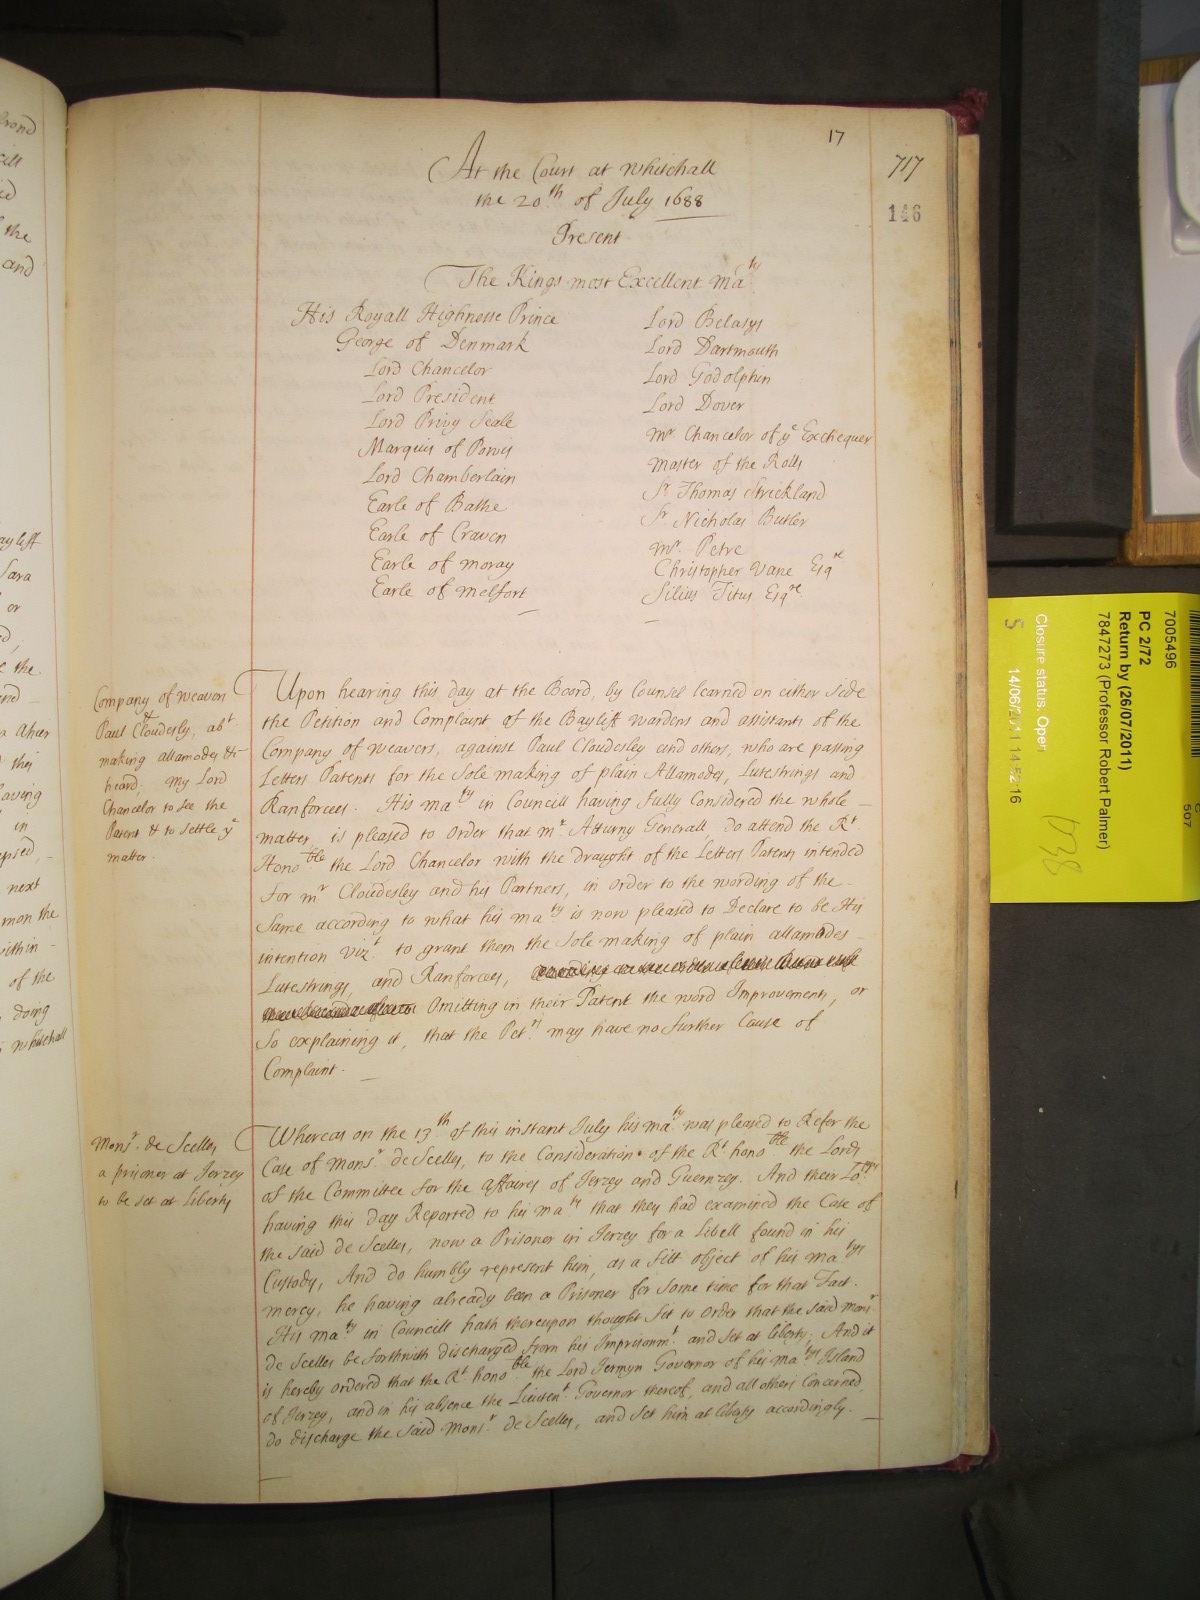 17
717
146
At the Court at Whitehall
the 20th of July 1688
Present
The Kings most Excellent Maty
His Royall Highnesse Prince
George of Denmark
Lord Chancelor
Lord President
Lord Privy Seale
Marquis of Powis
Lord Chamberlain
Earle of Bathe
Earle of Craven
Earle of Moray
Earle of Melfort
Lord Belasys
Lord Dartmouth
Lord Godolphin
Lord Dover
Mr Chancelor of ye Exchequer
Master of the Rolls
Sr Thomas Strickland
Sr Nicholas Butler
Mr. Petre
Christopher Vane Esqre
Silius Titus Esqre
Company of Weavers
&
Paul Cloudesly, abt
making allamodes &c
heard, My Lord
Chancelor to see the
Patent & to settle ye
matter.
Upon hearing this day at the Board, by Counsel learned on either side
the Petition and Complaint of the Bayliff Wardens and assistants of the
Company of Weavers, against Paul Cloudesley and others, who are passing
Letters Patents for the Sole making of plain Allamodes, Lutestrings and
Ranforcees. His Maty in Councill having fully Considered the whole
matter, is pleased to Order that Mr. Atturny Generall, do attend the Rt.
Honoble the Lord Chancelor with the draught of the Letters Patents intended
for Mr Cloudesley and his Partners, in order to the wording of the
Same according to what his Maty is now pleased to Declare to be His
intention vizt. to grant them the Sole making of plain allamodes
Lutestrings, and Ranforcees,
Omitting in their Patent the word Improvements, or
So explaining it, that the Petrs may have no further Cause of
Complaint.
Monsr. de Scelles
a prisoner at Jerzey
to be set at Liberty
Whereas on the 13th of this instant July his Maty was pleased to Refer the
Case of Monsr de Scelles, to the Consideration of the Rt honoble the Lords
of the Committee for the affaires of Jerzey and Guernzey. And their Lops
having this day Reported to his Maty that they had examined the Case of
the said de Scelles, now a Prisoner in Jerzey for a Libell found in his
Custody, And do humbly represent him, as a fitt object of his Matys
mercy, he having already been a Prisoner for some time for that Fact.
His Maty in Councill hath thereupon thought fit to order that the said Monsr
de Scelles be forthwith discharged from his Imprisonmt and set at liberty; And it
is hereby ordered that the Rt. honoble the Lord Jermyn Governor of his Matys Island
of Jerzey, and in his absence the Lieutent Governor thereof, and all others Concerned
do discharge the said Monsr de Scelles, and set him at liberty accordingly.
7005496
PC 2/72
Return by (26/07/2011)
7847273 (Professor Robert Palmer)
Closure status: Open
S
14/06/2011 14:52:16
D38
507